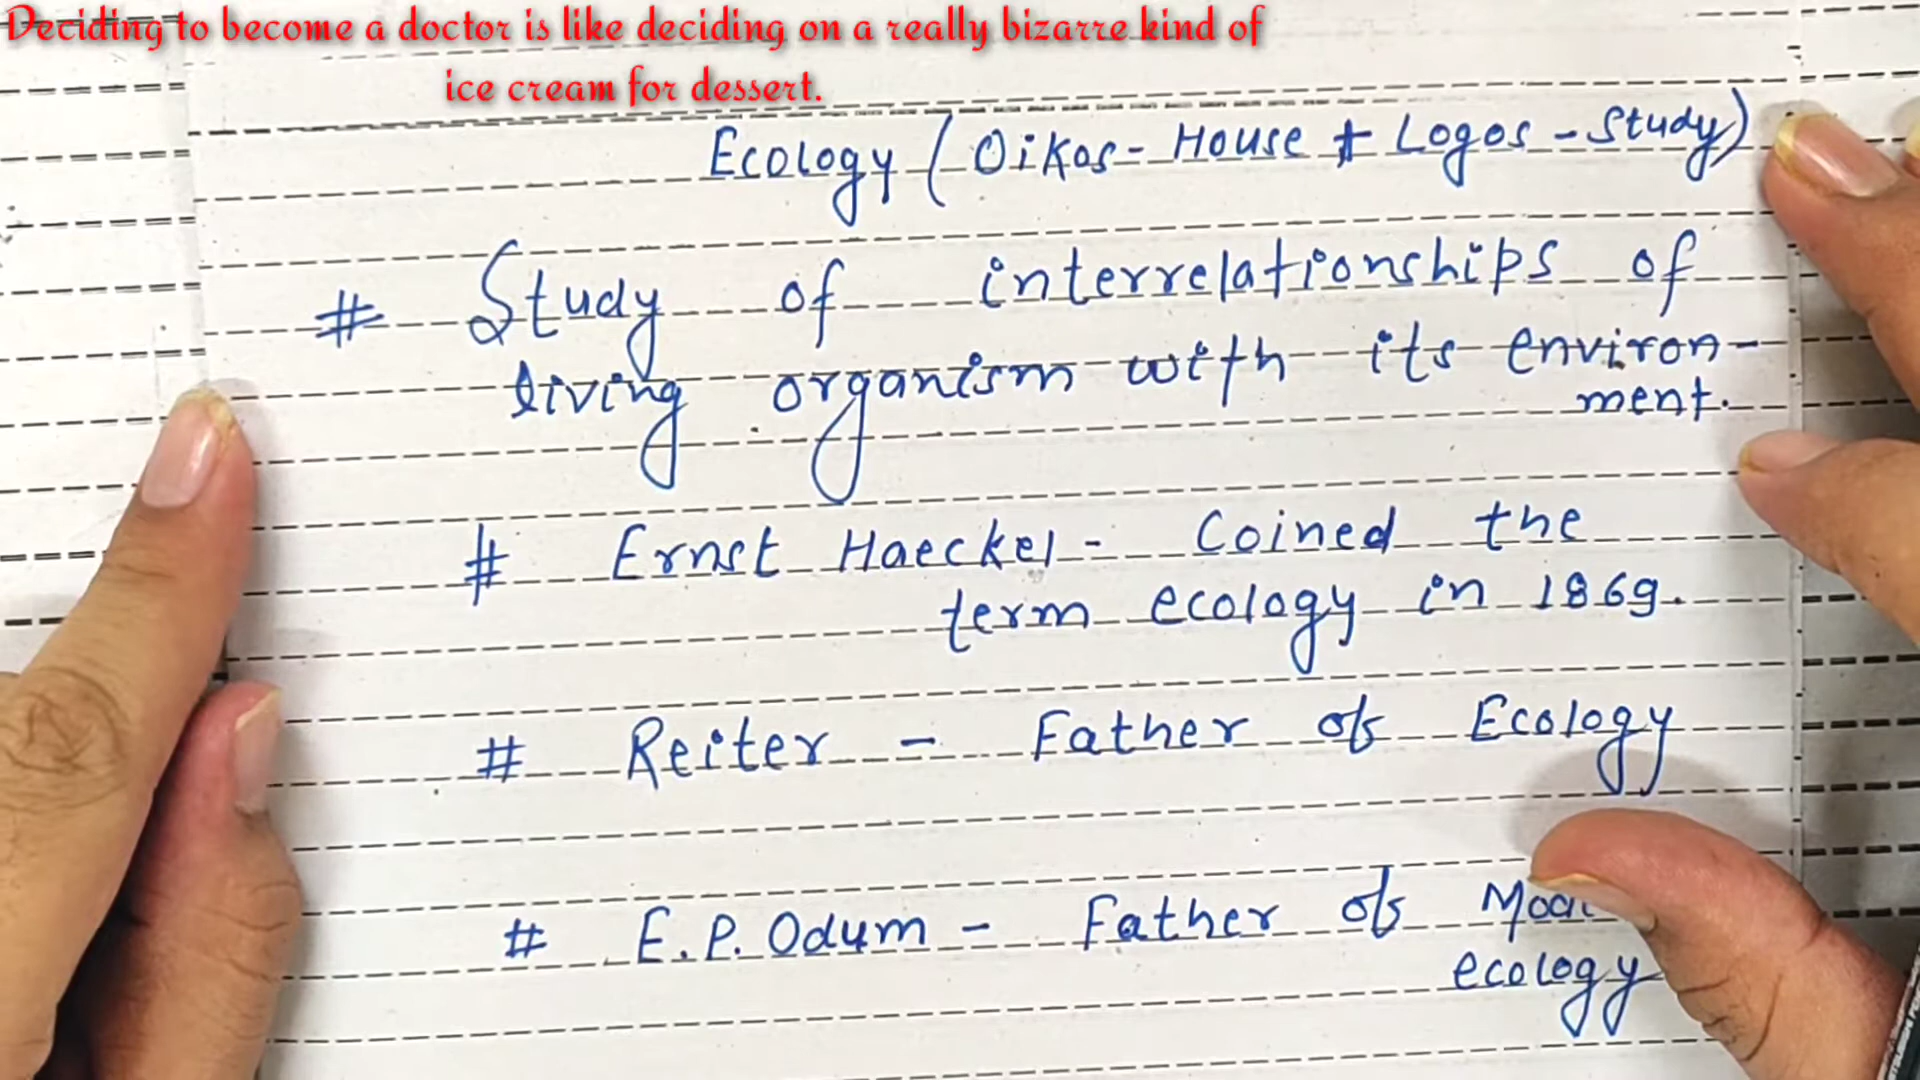 Deciding to become a doctor is like deciding on a really bizarre kind of
ice cream for dessert.
Ecology (Oikos - House + Logos - Study)
# Study of interrelationships of
living organism with its environ-
ment.
# Ernst Haeckel - Coined the
term ecology in 1869.
# Reiter - Father of Ecology
# E.P. Odum - Father of
ecology